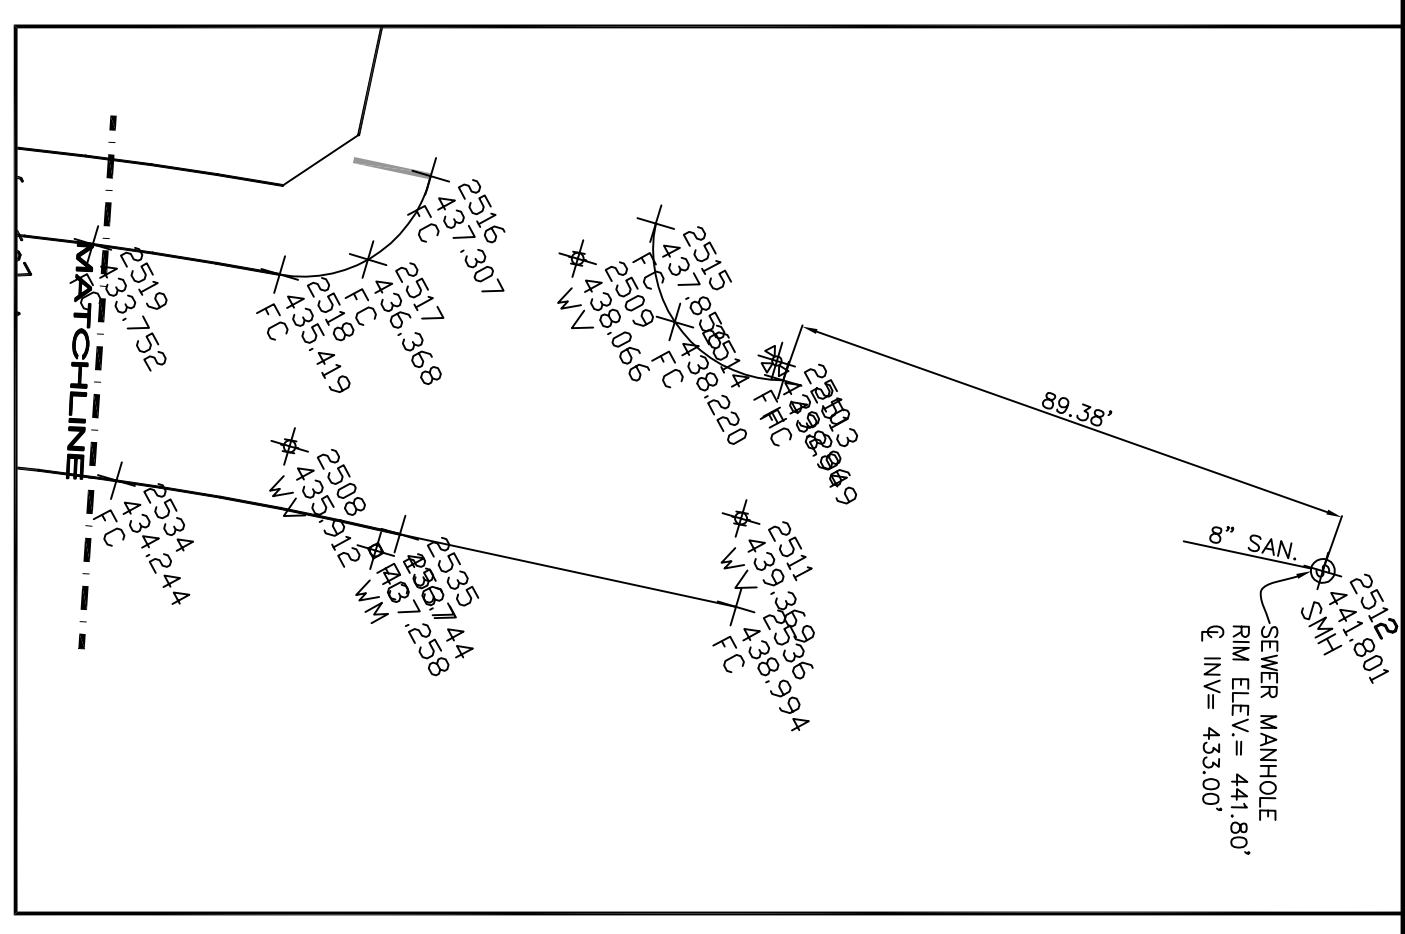 2516
437.307
FC
2515
437.858
FC
2519
433.752
2518
435.419
FC
2517
436.368
FC
2509
438.066
WV
2514
438.220
FC
2513
89.38'
MATCHLINE
2508
435.912
WV
2534
434.244
FC
2535
437.258
WM
2511
439.369
WV
2536
438.994
FC
8" SAN.
2512
441.801
SMH
SEWER MANHOLE
RIM ELEV.= 441.80'
℄ INV= 433.00'